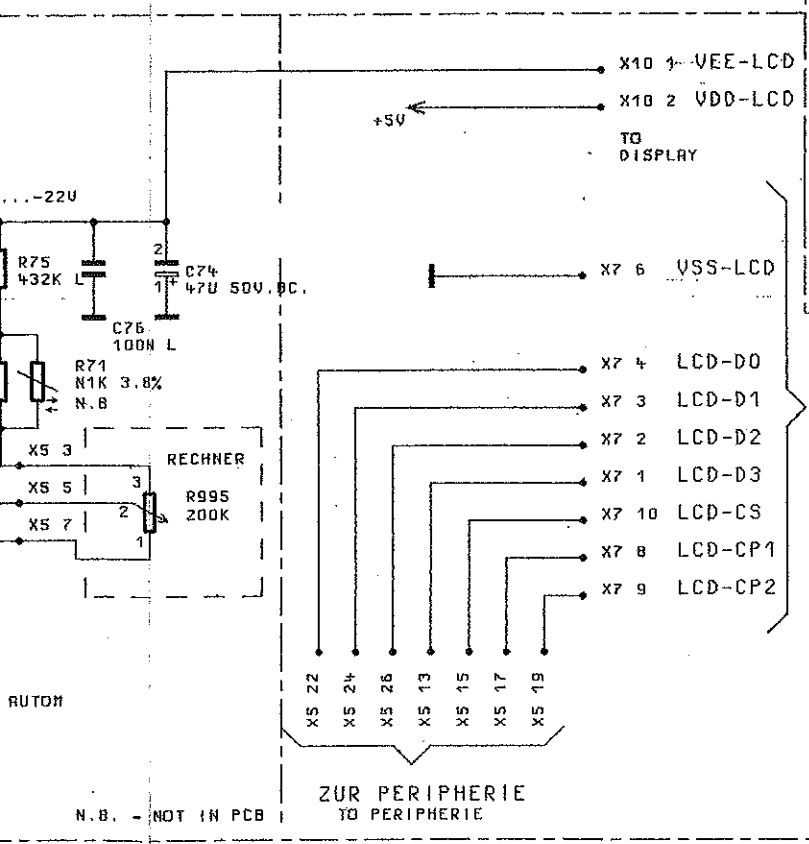 X10 1 VEE-LCD
X10 2 VDD-LCD
+5V
TO
DISPLAY
...-22V
R75
432K L
2
C74
1 +
47U 50V.BC.
C76
100N L
X7 6 VSS-LCD
R71
N1K 3.8%
N.B
X7 4 LCD-D0
X7 3 LCD-D1
X7 2 LCD-D2
X7 1 LCD-D3
X7 10 LCD-CS
X7 8 LCD-CP1
X7 9 LCD-CP2
X5 3
X5 5
X5 7
RECHNER
3
2
1
R995
200K
X5 22
X5 24
X5 26
X5 13
X5 15
X5 17
X5 19
AUTOM
ZUR PERIPHERIE
TO PERIPHERIE
N.B. - NOT IN PCB